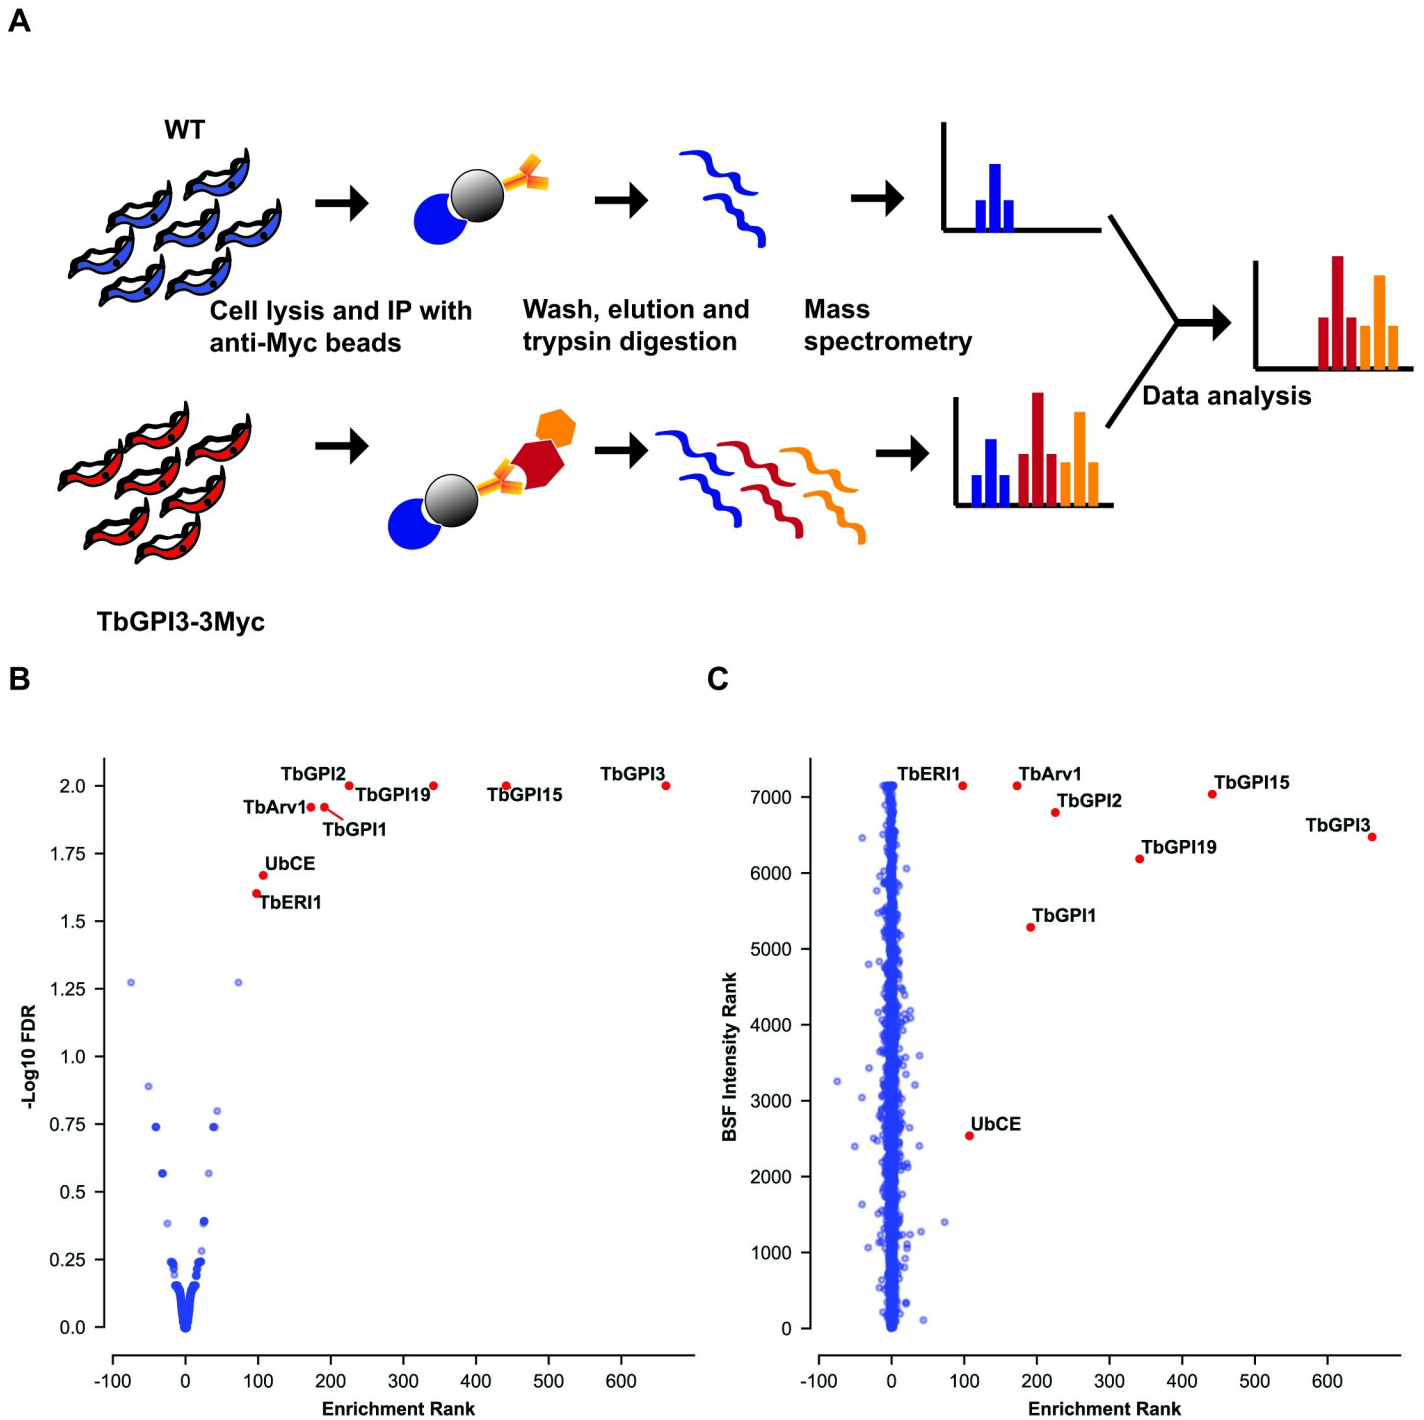 A
WT
Cell lysis and IP with
anti-Myc beads
Wash, elution and
trypsin digestion
Mass
spectrometry
Data analysis
TbGPI3-3Myc
B
-Log10 FDR
2.0
1.75
1.5
1.25
1.0
0.75
0.5
0.25
0.0
TbGPI2
TbGPI19
TbGPI15
TbGPI3
TbArv1
TbGPI1
UbCE
TbERI1
-100 0 100 200 300 400 500 600
Enrichment Rank
C
BSF Intensity Rank
7000
6000
5000
4000
3000
2000
1000
0
TbERI1
TbArv1
TbGPI2
TbGPI15
TbGPI3
TbGPI19
TbGPI1
UbCE
-100 0 100 200 300 400 500 600
Enrichment Rank